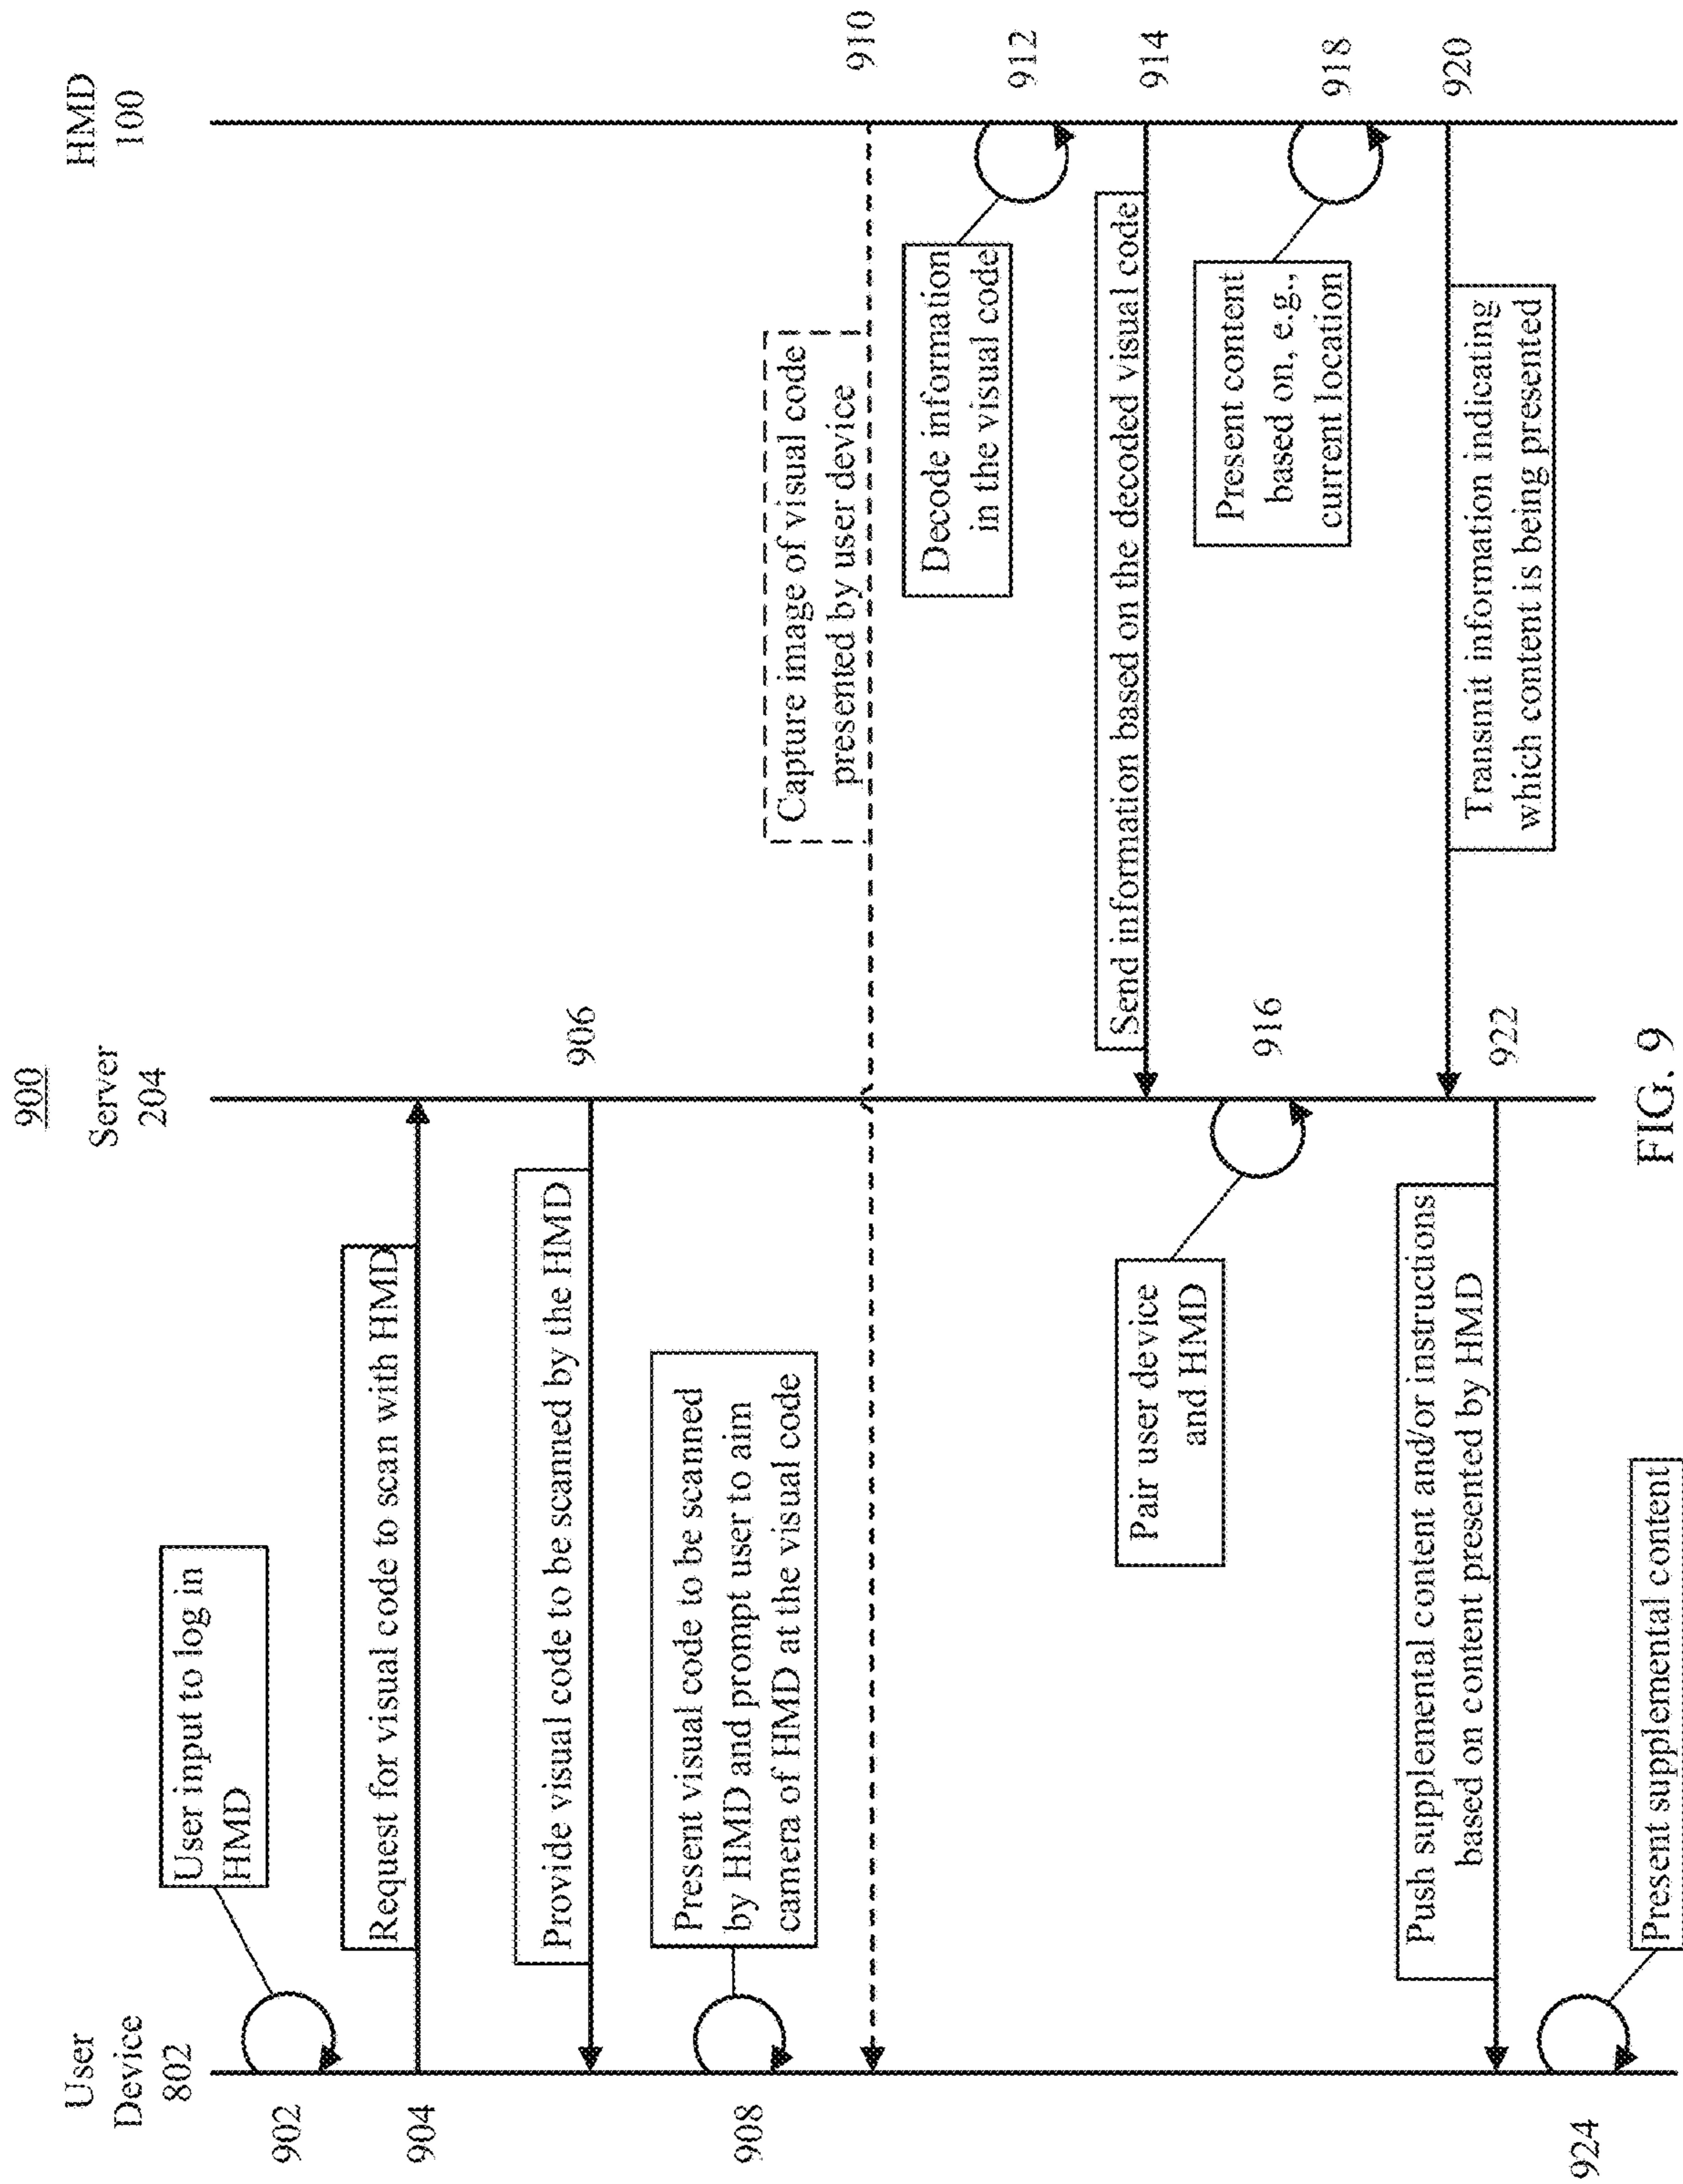 900
User
Device
802
Server
204
HMD
100
902
User input to log in
HMD
904
Request for visual code to scan with HMD
906
Provide visual code to be scanned by the HMD
908
Present visual code to be scanned
by HMD and prompt user to aim
camera of HMD at the visual code
910
Capture image of visual code
presented by user device
912
Decode information
in the visual code
914
Send information based on the decoded visual code
916
Pair user device
and HMD
918
Present content
based on, e.g.,
current location
920
Transmit information indicating
which content is being presented
922
Push supplemental content and/or instructions
based on content presented by HMD
924
Present supplemental content
FIG. 9